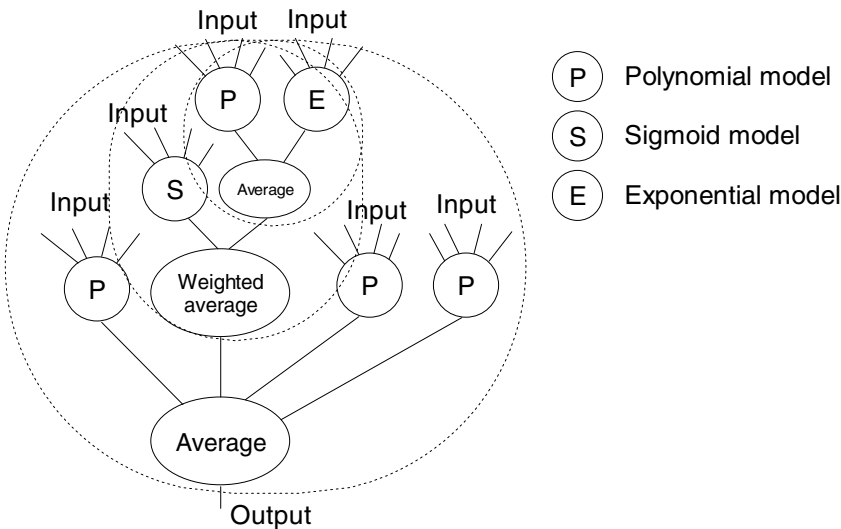 Input
Input
P
E
P Polynomial model
Input
S Sigmoid model
S
Average
E Exponential model
Input
Input
Input
P
Weighted
average
P
P
Average
Output